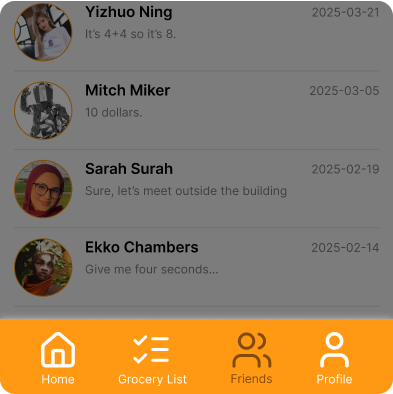 Yizhuo Ning 2025-03-21
It's 4+4 so it's 8.
Mitch Miker 2025-03-05
10 dollars.
Sarah Surah 2025-02-19
Sure, let's meet outside the building
Ekko Chambers 2025-02-14
Give me four seconds...
Home Grocery List Friends Profile